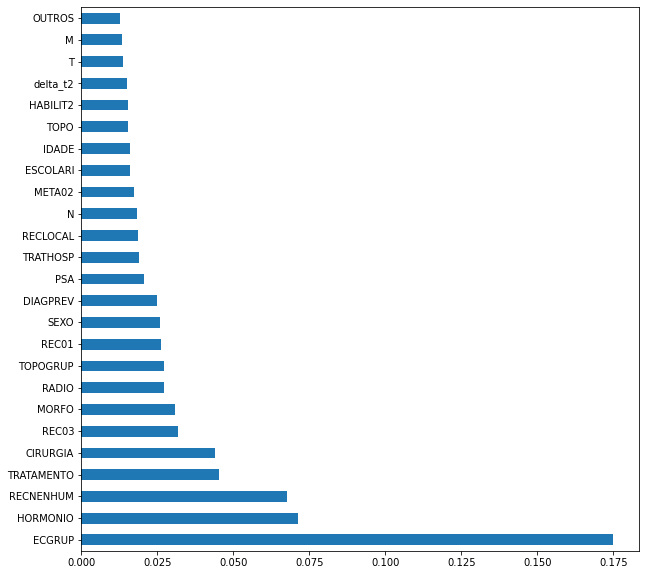 OUTROS
M
T
delta_t2
HABILIT2
TOPO
IDADE
ESCOLARI
META02
N
RECLOCAL
TRATHOSP
PSA
DIAGPREV
SEXO
REC01
TOPOGRUP
RADIO
MORFO
REC03
CIRURGIA
TRATAMENTO
RECNENHUM
HORMONIO
ECGRUP
0.000 0.025 0.050 0.075 0.100 0.125 0.150 0.175